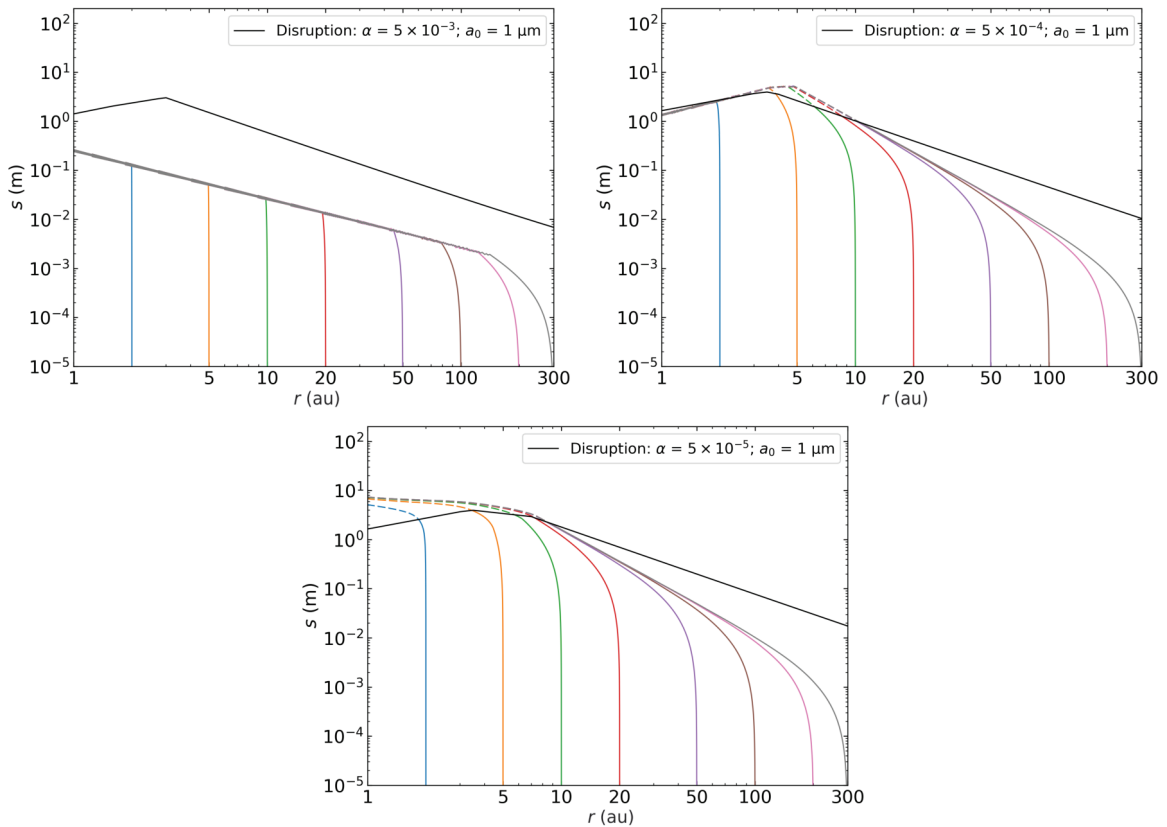 Disruption: α = 5 × 10⁻³; a₀ = 1 μm
10²
10¹
10⁰
10⁻¹
10⁻²
10⁻³
10⁻⁴
10⁻⁵
s (m)
1 5 10 20 50 100 300
r (au)
Disruption: α = 5 × 10⁻⁴; a₀ = 1 μm
10²
10¹
10⁰
10⁻¹
10⁻²
10⁻³
10⁻⁴
10⁻⁵
s (m)
1 5 10 20 50 100 300
r (au)
Disruption: α = 5 × 10⁻⁵; a₀ = 1 μm
10²
10¹
10⁰
10⁻¹
10⁻²
10⁻³
10⁻⁴
10⁻⁵
s (m)
1 5 10 20 50 100 300
r (au)